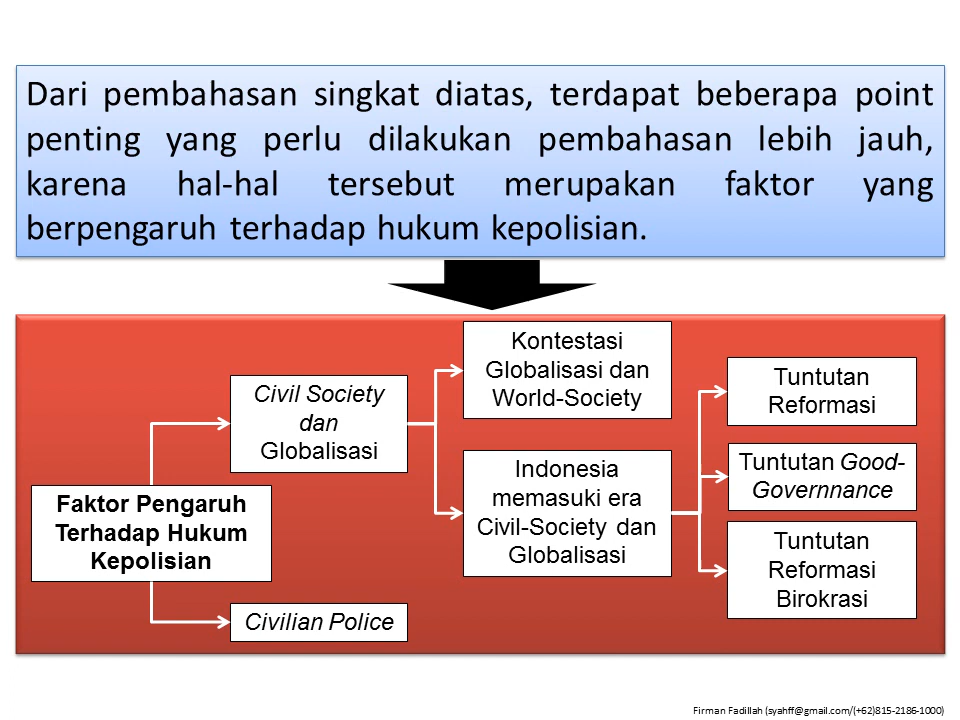 Dari pembahasan singkat diatas, terdapat beberapa point
penting yang perlu dilakukan pembahasan lebih jauh,
karena hal-hal tersebut merupakan faktor yang
berpengaruh terhadap hukum kepolisian.
Faktor Pengaruh
Terhadap Hukum
Kepolisian
Civil Society
dan
Globalisasi
Civilian Police
Kontestasi
Globalisasi dan
World-Society
Indonesia
memasuki era
Civil-Society dan
Globalisasi
Tuntutan
Reformasi
Tuntutan Good-
Governnance
Tuntutan
Reformasi
Birokrasi
Firman Fadillah (syahff@gmail.com/(+62)815-2186-1000)